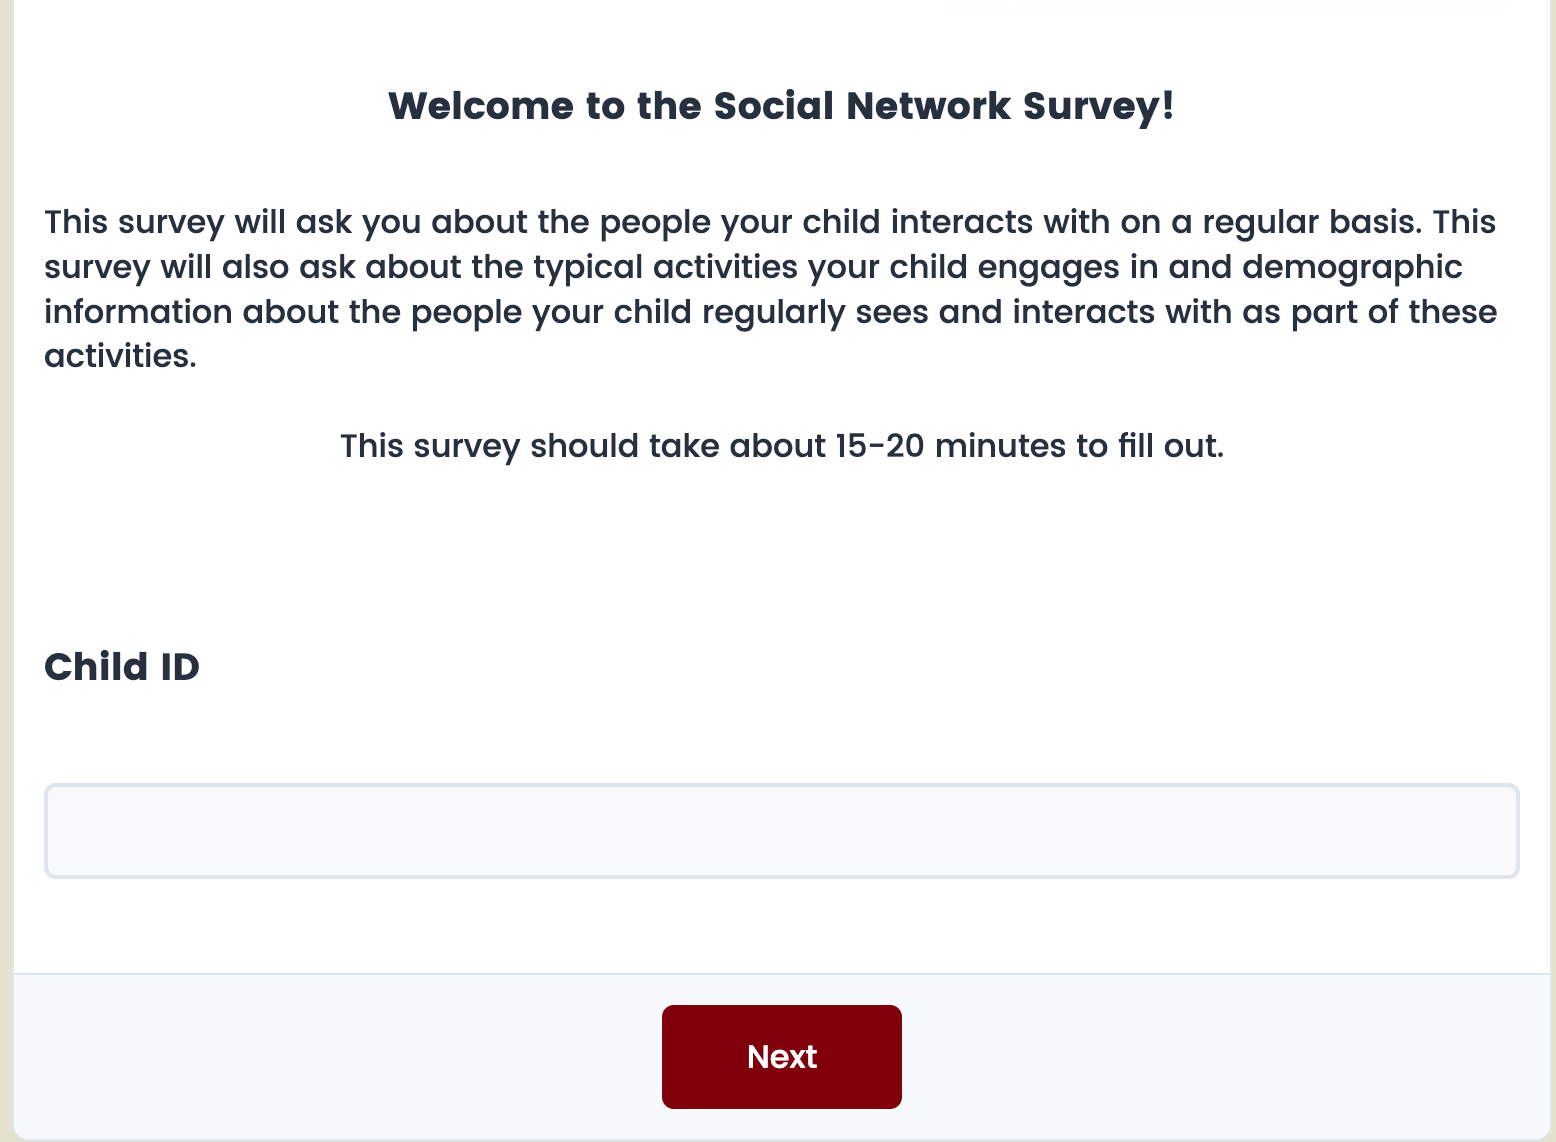 Welcome to the Social Network Survey!
This survey will ask you about the people your child interacts with on a regular basis. This
survey will also ask about the typical activities your child engages in and demographic
information about the people your child regularly sees and interacts with as part of these
activities.
This survey should take about 15-20 minutes to fill out.
Child ID
Next